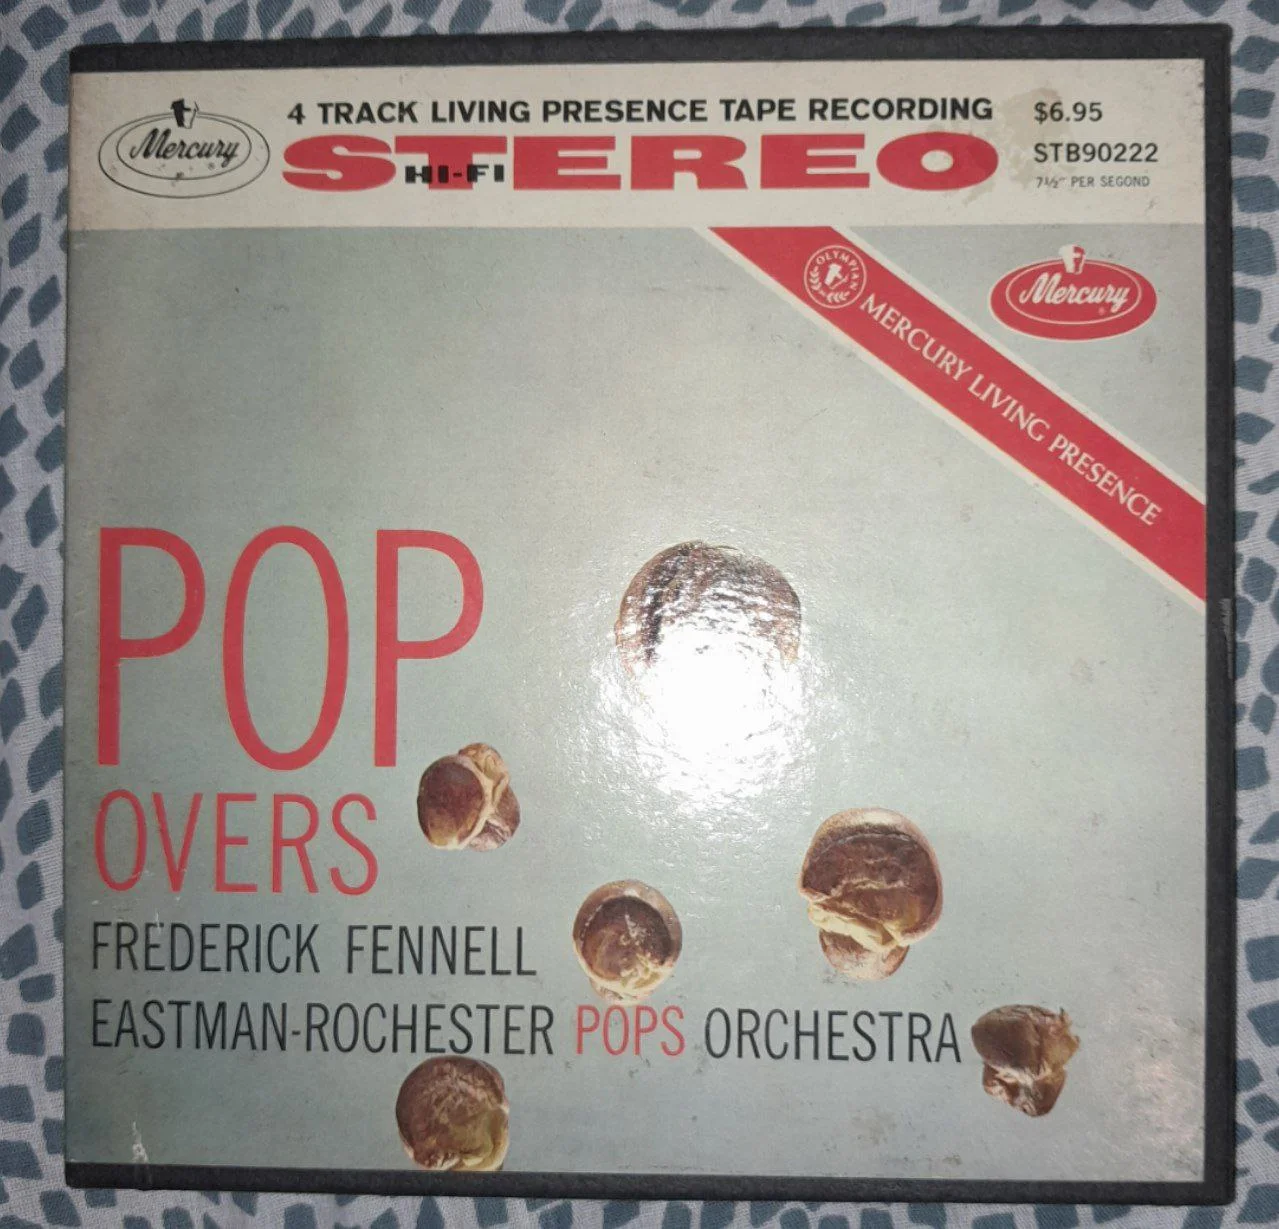 Mercury
4 TRACK LIVING PRESENCE TAPE RECORDING
$6.95
STEREO
HI-FI
STB90222
7½" PER SECOND
OLYMPIAN
MERCURY LIVING PRESENCE
Mercury
POP
OVERS
FREDERICK FENNELL
EASTMAN-ROCHESTER POPS ORCHESTRA